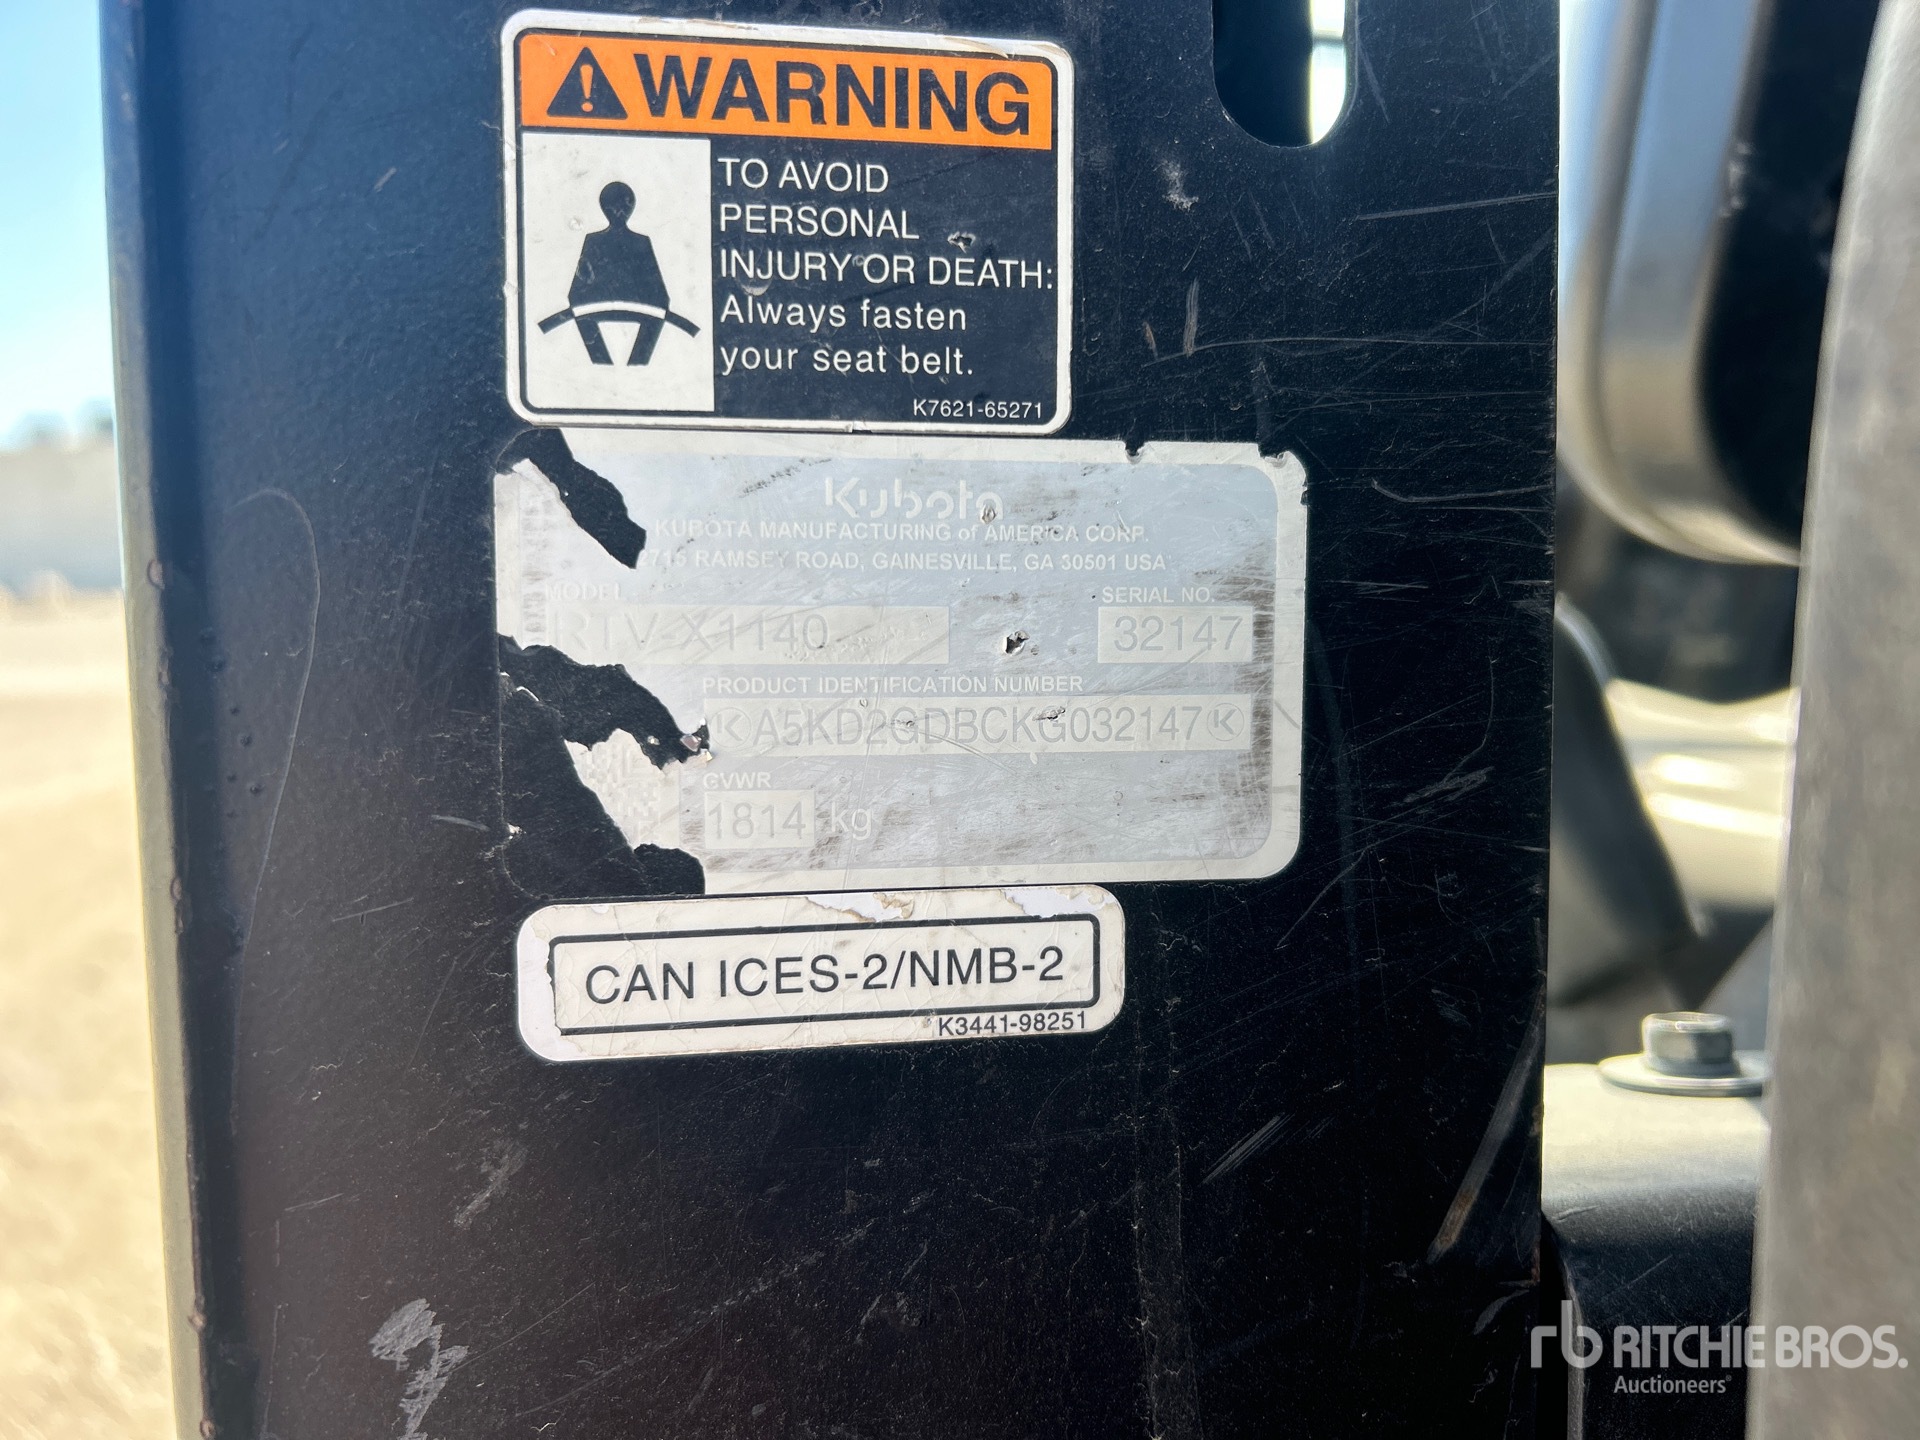 WARNING
TO AVOID
PERSONAL
INJURY OR DEATH:
Always fasten
your seat belt.
K7621-65271
Kubota
KUBOTA MANUFACTURING of AMERICA CORP.
2715 RAMSEY ROAD, GAINESVILLE, GA 30501 USA
MODEL SERIAL NO.
RTV-X1140 32147
PRODUCT IDENTIFICATION NUMBER
K A5KD2GDBCKG032147 K
GVWR
1814 kg
CAN ICES-2/NMB-2
K3441-98251
rb RITCHIE BROS.
Auctioneers